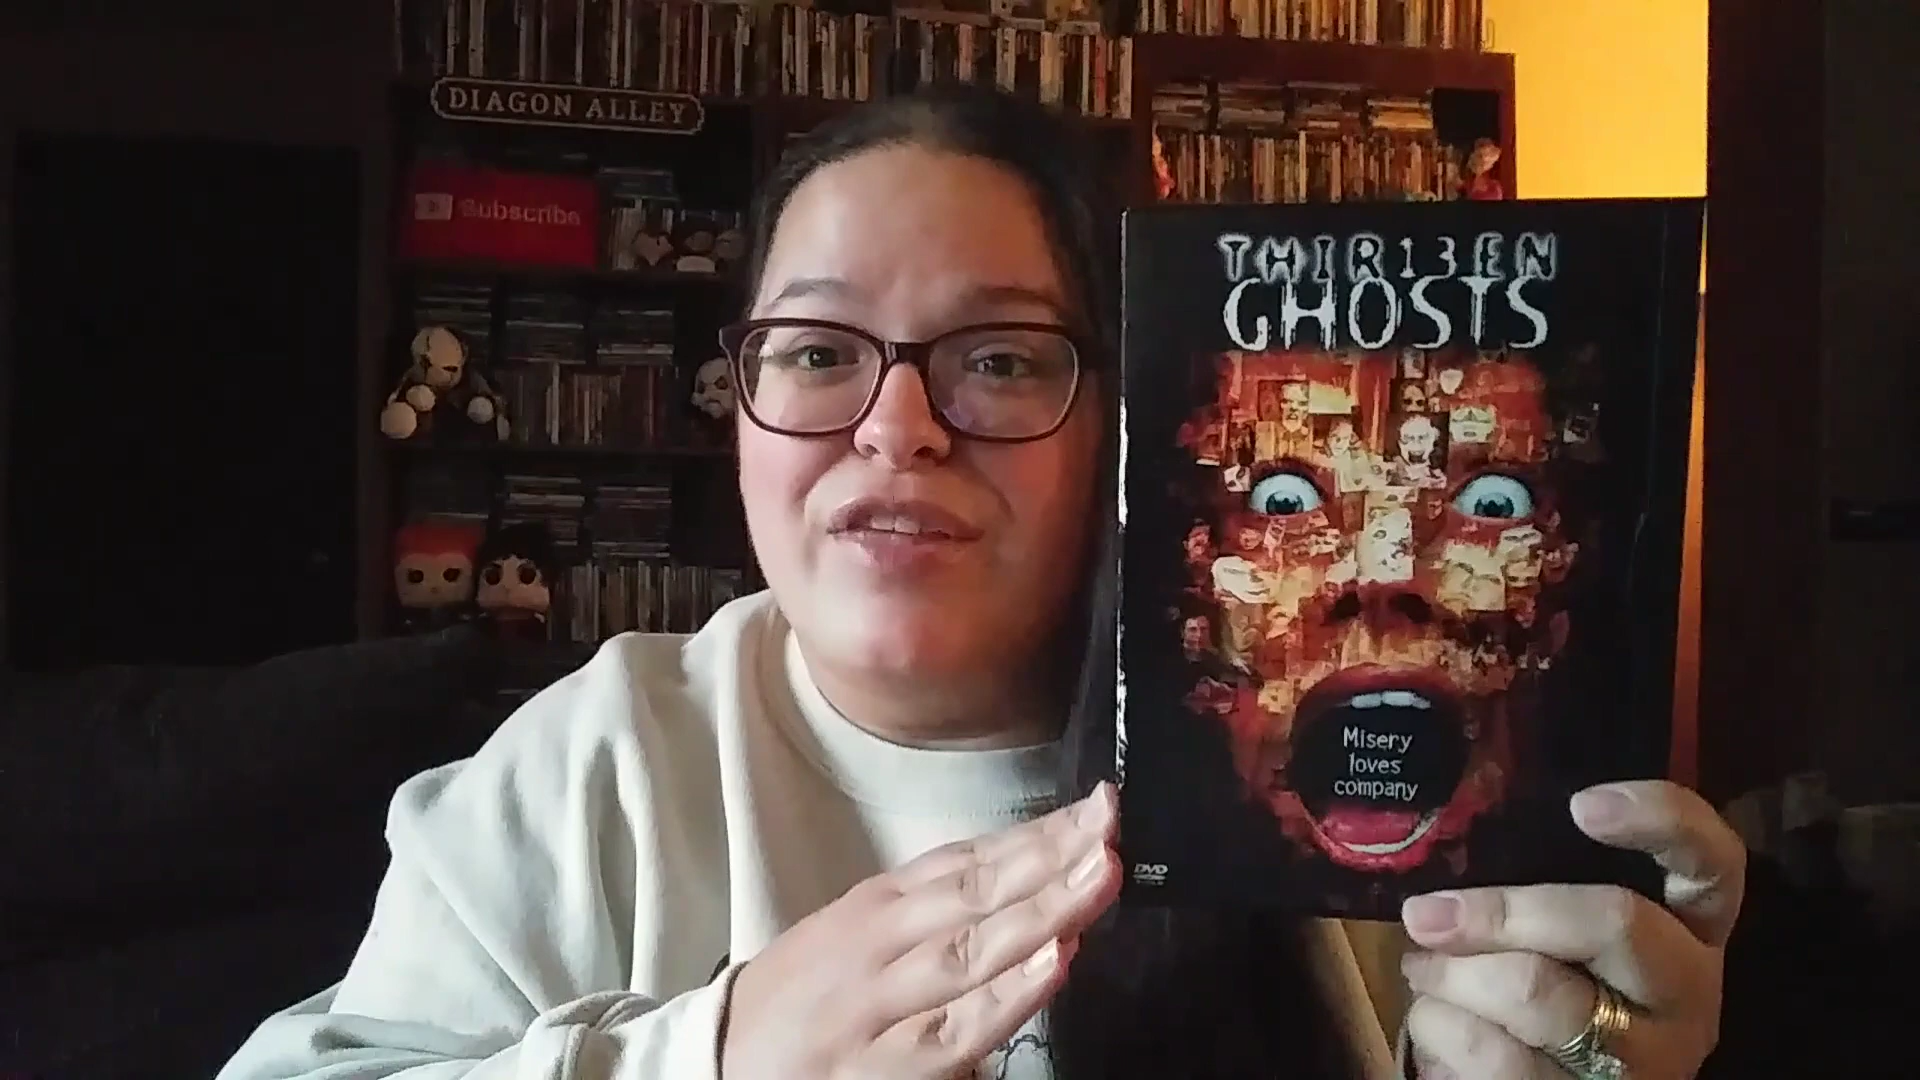 DIAGON ALLEY
Subscribe
THIR13EN
GHOSTS
Misery
loves
company
DVD